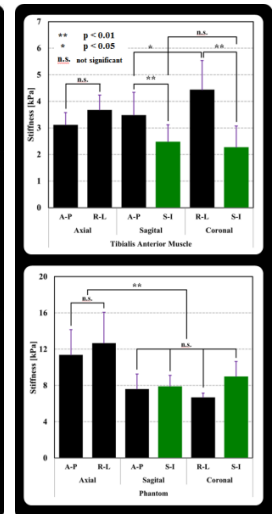 7
6
5
4
3
2
1
0
Stiffness [kPa]
** p < 0.01
* p < 0.05
n.s. not significant
n.s.
n.s.
*
**
**
A-P R-L A-P S-I R-L S-I
Axial Sagital Coronal
Tibialis Anterior Muscle
20
16
12
8
4
0
Stiffness [kPa]
**
n.s.
n.s.
A-P R-L A-P S-I R-L S-I
Axial Sagital Coronal
Phantom